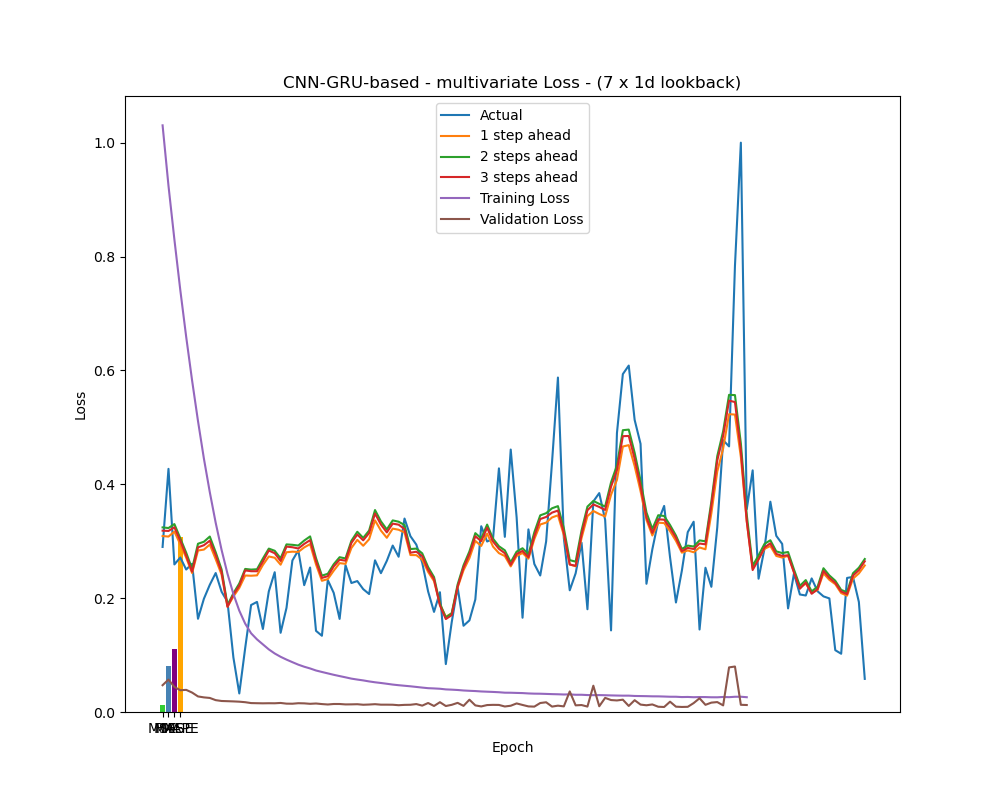 CNN-GRU-based - multivariate Loss - (7 x 1d lookback)
Actual
1 step ahead
2 steps ahead
3 steps ahead
Training Loss
Validation Loss
1.0
0.8
0.6
0.4
0.2
0.0
Loss
Epoch